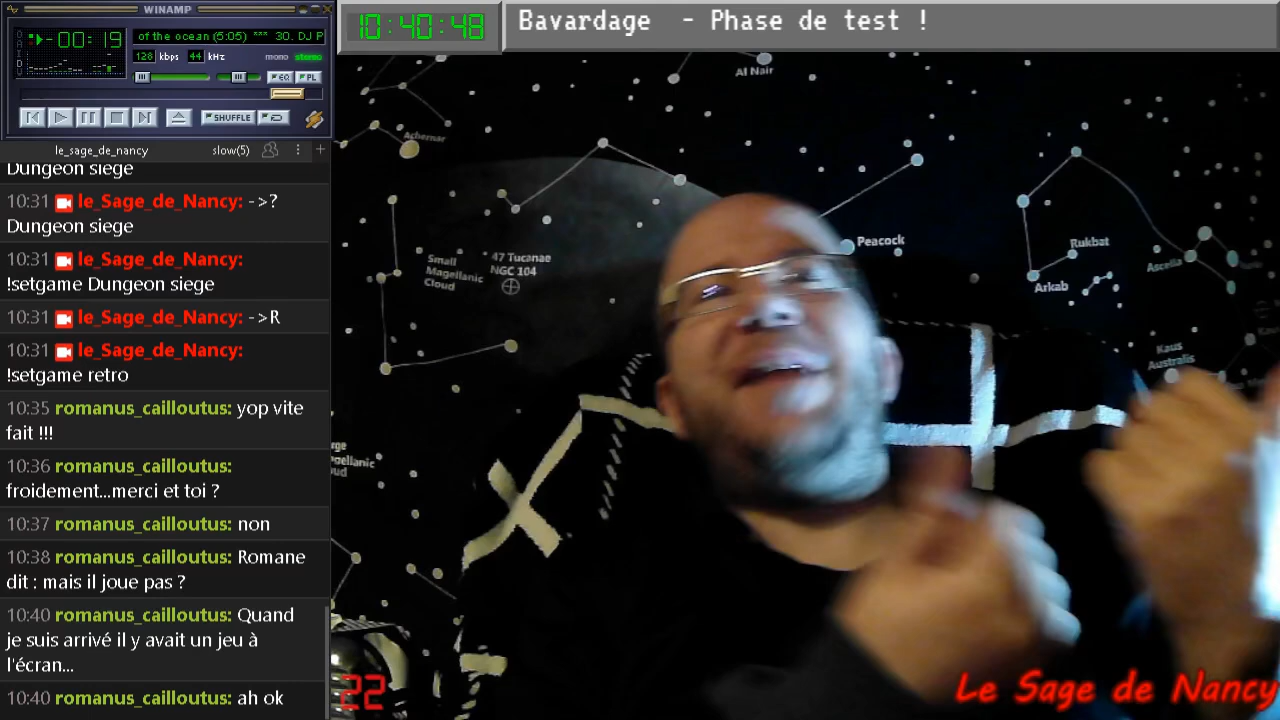 WINAMP
-00:19
of the ocean (5:05) *** 30. DJ P
128 kbps 44 kHz mono stereo
EQ PL
SHUFFLE
le_sage_de_nancy slow(5)
Dungeon siege
10:31 le_Sage_de_Nancy: ->?
Dungeon siege
10:31 le_Sage_de_Nancy:
!setgame Dungeon siege
10:31 le_Sage_de_Nancy: ->R
10:31 le_Sage_de_Nancy:
!setgame retro
10:35 romanus_cailloutus: yop vite
fait !!!
10:36 romanus_cailloutus:
froidement...merci et toi ?
10:37 romanus_cailloutus: non
10:38 romanus_cailloutus: Romane
dit : mais il joue pas ?
10:40 romanus_cailloutus: Quand
je suis arrivé il y avait un jeu à
l'écran...
10:40 romanus_cailloutus: ah ok
10:40:48
Bavardage - Phase de test !
Al Nair
Achernar
Small
Magellanic
Cloud
47 Tucanae
NGC 104
Peacock
Rukbat
Arkab
Ascella
Kaus
Australis
22
Le Sage de Nancy